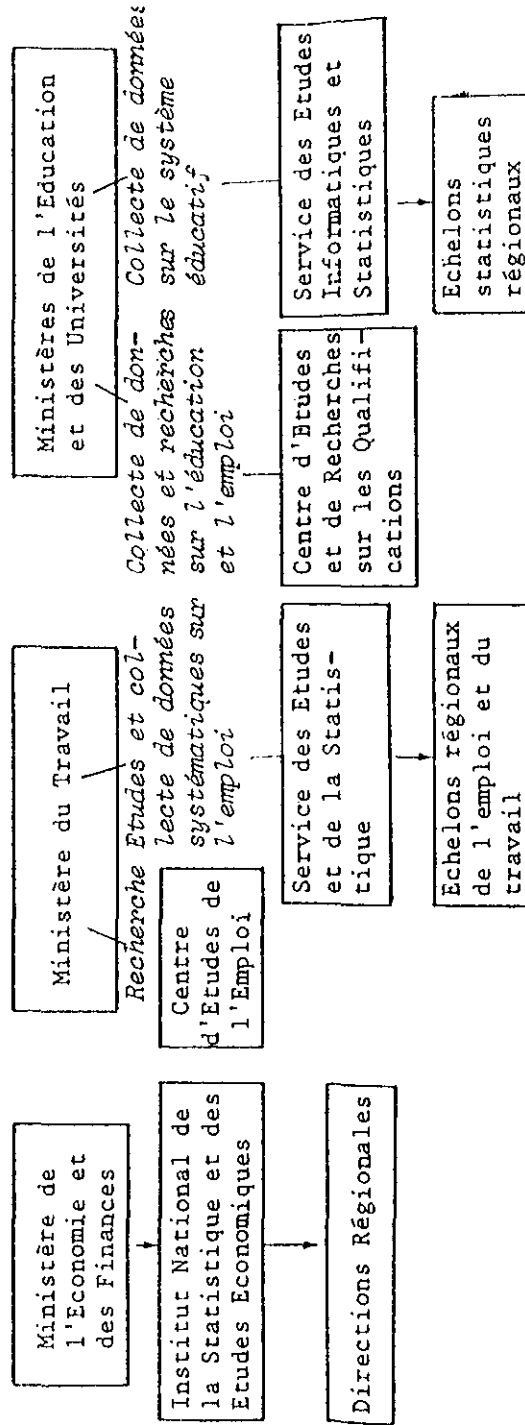 Ministère de
l'Economie et
des Finances
Institut National de
la Statistique et des
Etudes Economiques
Directions Régionales
Ministère du Travail
Recherche
Centre
d'Etudes de
l'Emploi
Etudes et col-
lecte de données
systématiques sur
l'emploi
Service des Etudes
et de la Statis-
tique
Echelons régionaux
de l'emploi et du
travail
Ministères de l'Education
et des Universités
Collecte de don-
nées et recherches
sur l'éducation
et l'emploi
Centre d'Etudes
et de Recherches
sur les Qualifi-
cations
Collecte de données
sur le système
éducatif
Service des Etudes
Informatiques et
Statistiques
Echelons
statistiques
régionaux